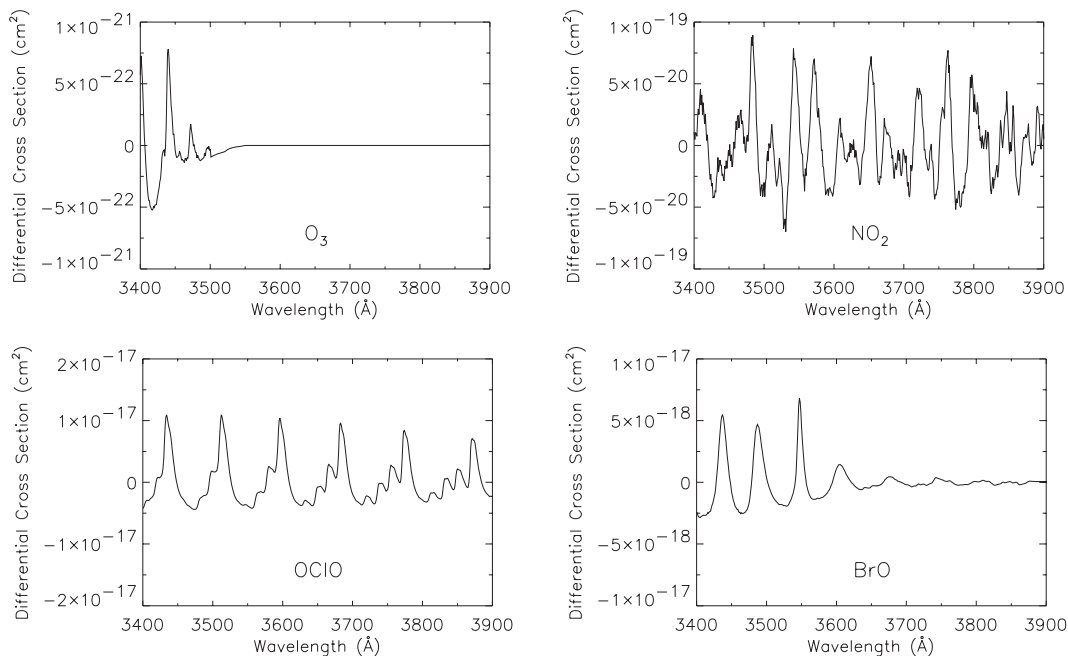 Differential Cross Section (cm²)
1×10⁻²¹
5×10⁻²²
0
−5×10⁻²²
−1×10⁻²¹
O₃
3400 3500 3600 3700 3800 3900
Wavelength (Å)
Differential Cross Section (cm²)
1×10⁻¹⁹
5×10⁻²⁰
0
−5×10⁻²⁰
−1×10⁻¹⁹
NO₂
3400 3500 3600 3700 3800 3900
Wavelength (Å)
Differential Cross Section (cm²)
2×10⁻¹⁷
1×10⁻¹⁷
0
−1×10⁻¹⁷
−2×10⁻¹⁷
OClO
3400 3500 3600 3700 3800 3900
Wavelength (Å)
Differential Cross Section (cm²)
1×10⁻¹⁷
5×10⁻¹⁸
0
−5×10⁻¹⁸
−1×10⁻¹⁷
BrO
3400 3500 3600 3700 3800 3900
Wavelength (Å)